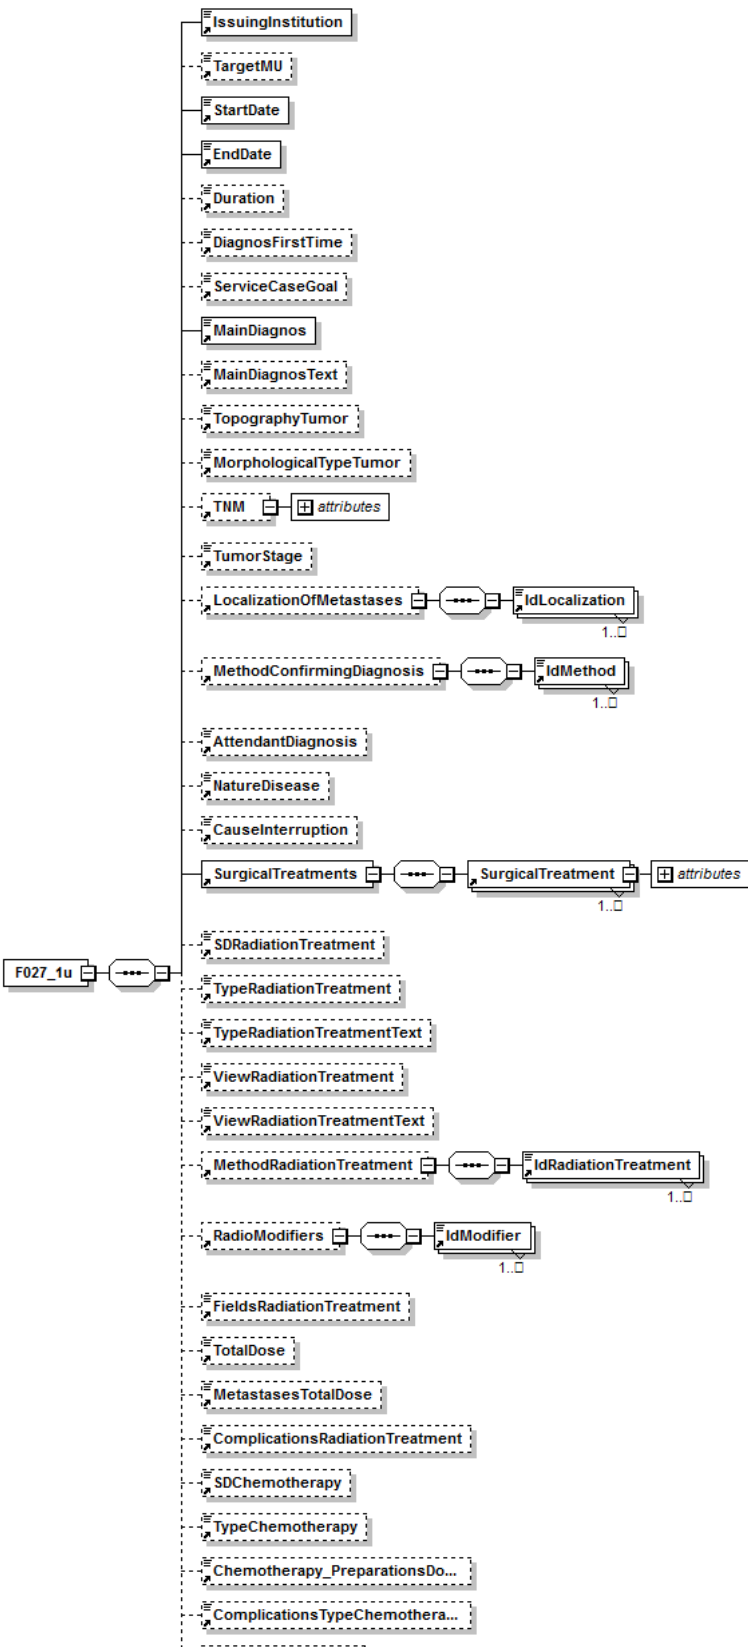 IssuingInstitution
TargetMU
StartDate
EndDate
Duration
DiagnosFirstTime
ServiceCaseGoal
MainDiagnos
MainDiagnosText
TopographyTumor
MorphologicalTypeTumor
TNM attributes
TumorStage
LocalizationOfMetastases IdLocalization
1..□
MethodConfirmingDiagnosis IdMethod
1..□
AttendantDiagnosis
NatureDisease
CauseInterruption
SurgicalTreatments SurgicalTreatment attributes
1..□
SDRadiationTreatment
F027_1u
TypeRadiationTreatment
TypeRadiationTreatmentText
ViewRadiationTreatment
ViewRadiationTreatmentText
MethodRadiationTreatment IdRadiationTreatment
1..□
RadioModifiers IdModifier
1..□
FieldsRadiationTreatment
TotalDose
MetastasesTotalDose
ComplicationsRadiationTreatment
SDChemotherapy
TypeChemotherapy
Chemotherapy_PreparationsDo...
ComplicationsTypeChemothera...